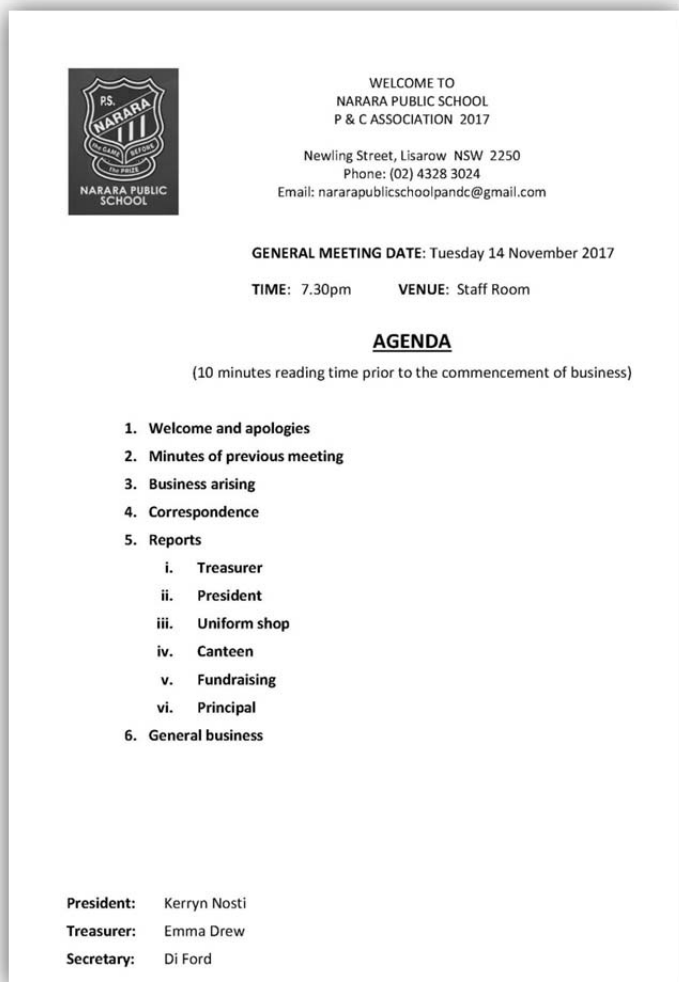 P.S.
NARARA
the GAME BEFORE
the PRIZE
NARARA PUBLIC
SCHOOL
WELCOME TO
NARARA PUBLIC SCHOOL
P & C ASSOCIATION 2017
Newling Street, Lisarow NSW 2250
Phone: (02) 4328 3024
Email: nararapublicschoolpandc@gmail.com
GENERAL MEETING DATE: Tuesday 14 November 2017
TIME: 7.30pm VENUE: Staff Room
AGENDA
(10 minutes reading time prior to the commencement of business)
1. Welcome and apologies
2. Minutes of previous meeting
3. Business arising
4. Correspondence
5. Reports
i. Treasurer
ii. President
iii. Uniform shop
iv. Canteen
v. Fundraising
vi. Principal
6. General business
President: Kerryn Nosti
Treasurer: Emma Drew
Secretary: Di Ford